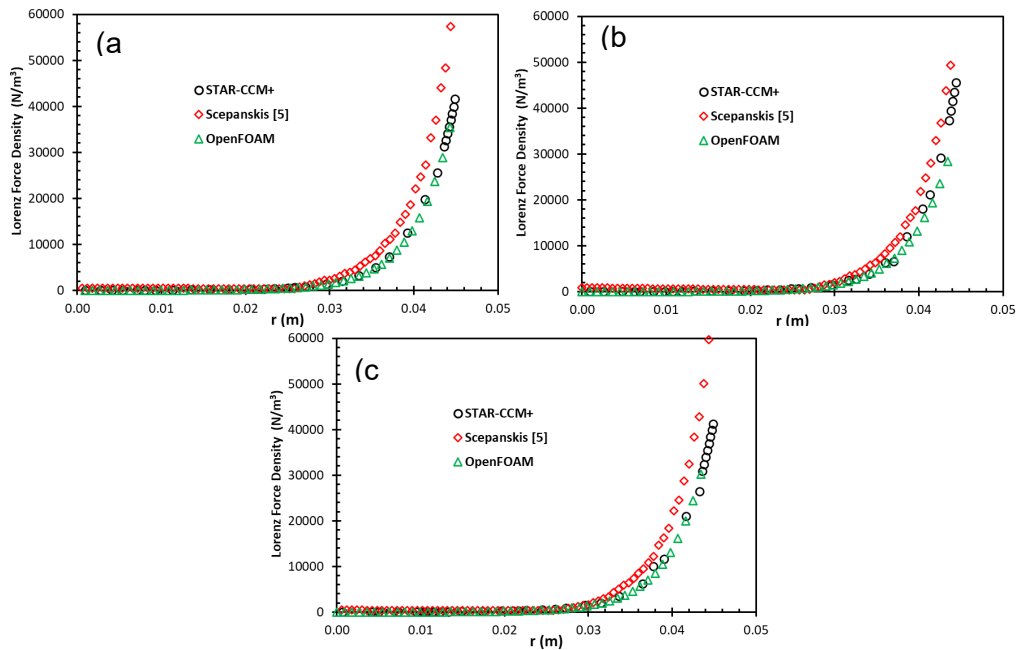 (a
Lorenz Force Density (N/m³)
60000
50000
40000
30000
20000
10000
0
STAR-CCM+
Scepanskis [5]
OpenFOAM
0.00 0.01 0.02 0.03 0.04 0.05
r (m)
(b
Lorenz Force Density (N/m³)
60000
50000
40000
30000
20000
10000
0
STAR-CCM+
Scepanskis [5]
OpenFOAM
0.00 0.01 0.02 0.03 0.04 0.05
r (m)
(c
Lorenz Force Density (N/m³)
60000
50000
40000
30000
20000
10000
0
STAR-CCM+
Scepanskis [5]
OpenFOAM
0.00 0.01 0.02 0.03 0.04 0.05
r (m)